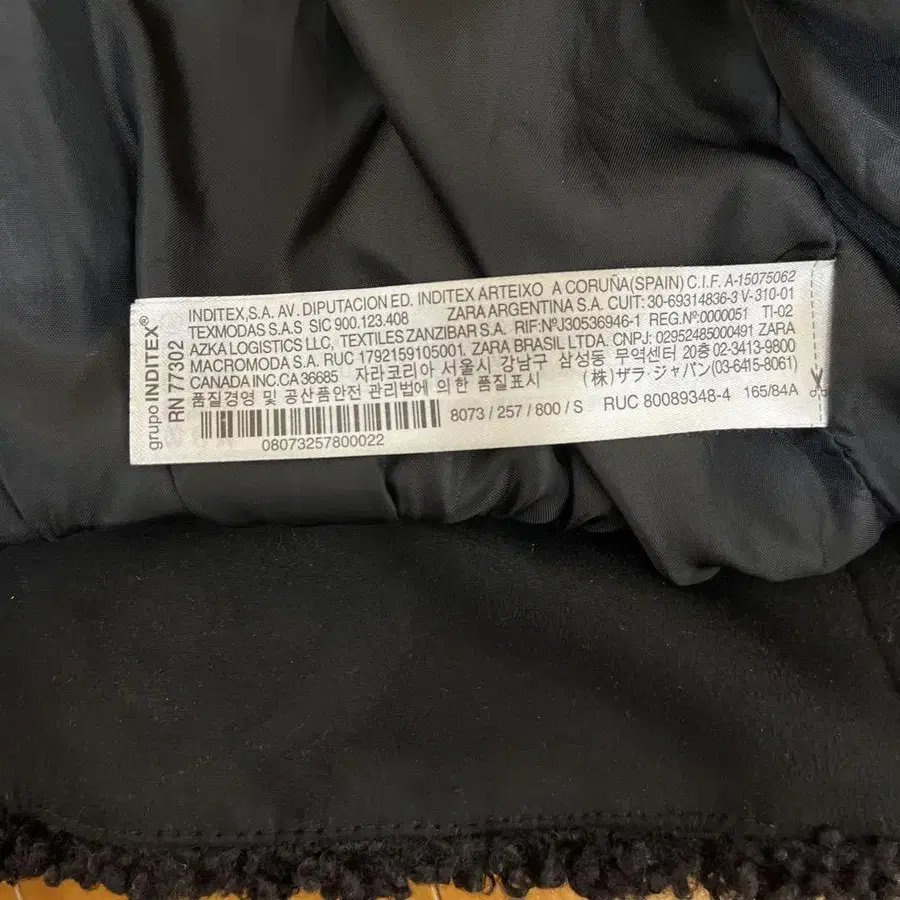 grupo INDITEX®
RN 77302
INDITEX,S.A. AV. DIPUTACION ED. INDITEX ARTEIXO A CORUÑA(SPAIN) C.I.F. A-15075062
TEXMODAS S.A.S SIC 900.123.408 ZARA ARGENTINA S.A. CUIT: 30-69314836-3 V-310-01
AZKA LOGISTICS LLC, TEXTILES ZANZIBAR S.A. RIF:NºJ30536946-1 REG.Nº:0000051 TI-02
MACROMODA S.A. RUC 1792159105001. ZARA BRASIL LTDA. CNPJ: 02952485000491 ZARA
CANADA INC.CA 36685 자라코리아 서울시 강남구 삼성동 무역센터 20층 02-3413-9800
품질경영 및 공산품안전 관리법에 의한 품질표시 (株)ザラ・ジャパン(03-6415-8061)
8073 / 257 / 800 / S RUC 80089348-4 165/84A
08073257800022